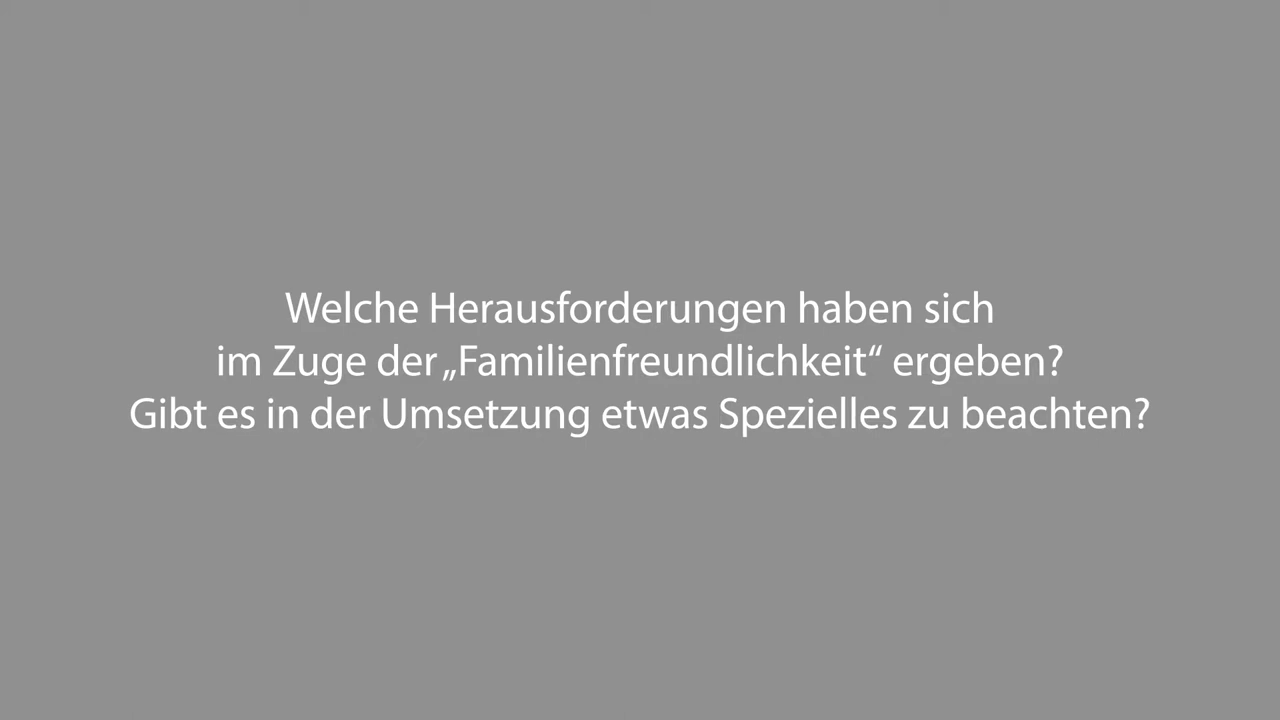 Welche Herausforderungen haben sich
im Zuge der „Familienfreundlichkeit“ ergeben?
Gibt es in der Umsetzung etwas Spezielles zu beachten?